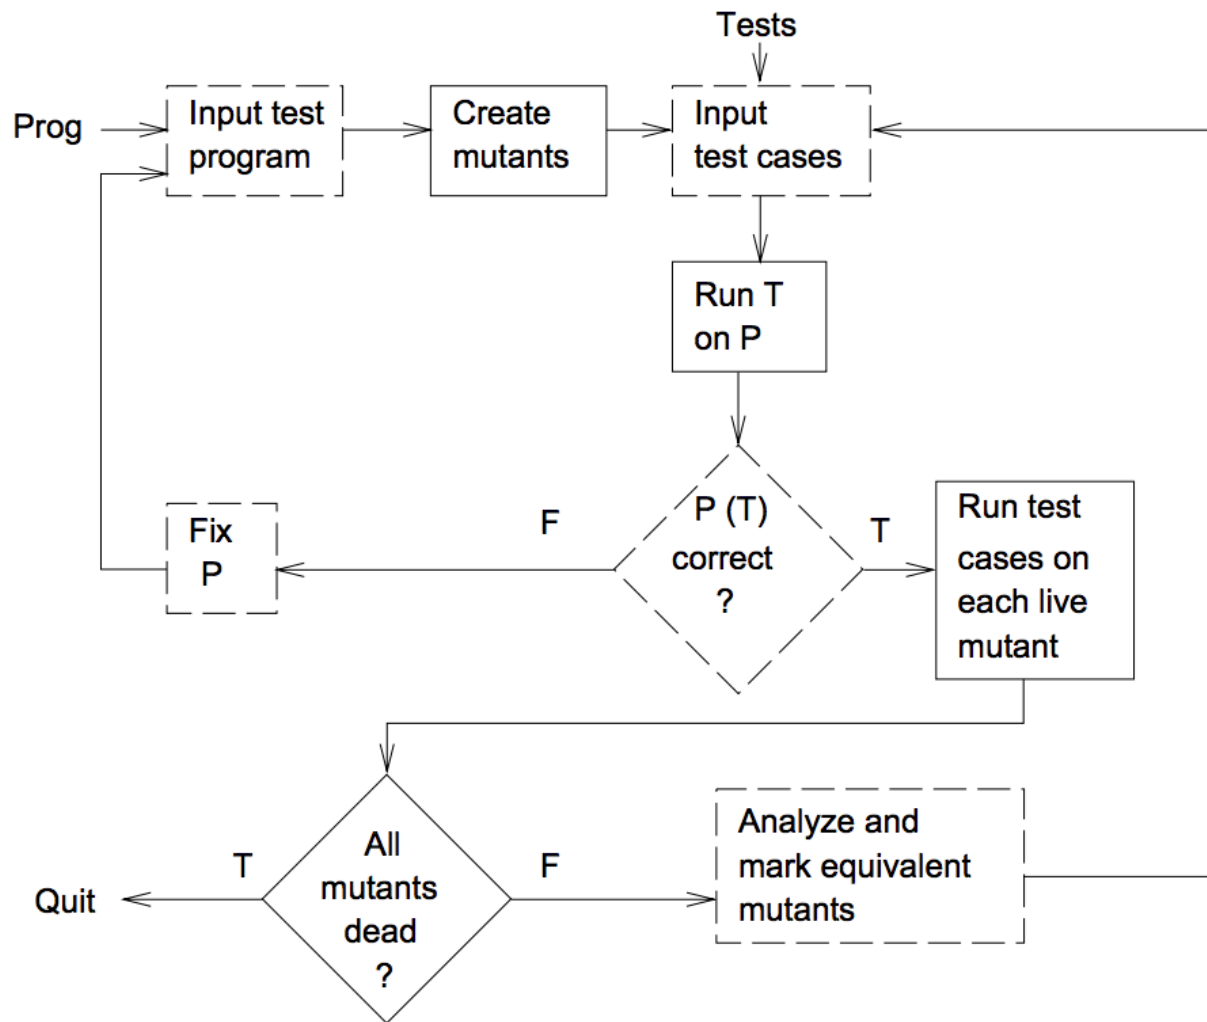 Tests
Prog
Input test
program
Create
mutants
Input
test cases
Run T
on P
P (T)
correct
?
F
T
Fix
P
Run test
cases on
each live
mutant
All
mutants
dead
?
T
F
Quit
Analyze and
mark equivalent
mutants